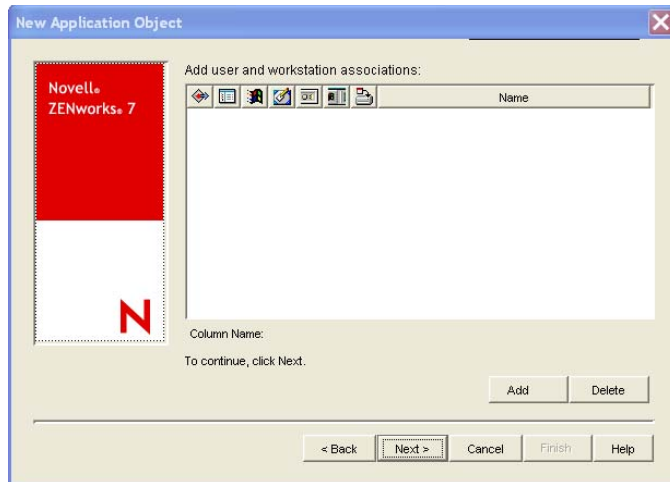 New Application Object
Novell®
ZENworks® 7
N
Add user and workstation associations:
Name
Column Name:
To continue, click Next.
Add
Delete
< Back
Next >
Cancel
Finish
Help